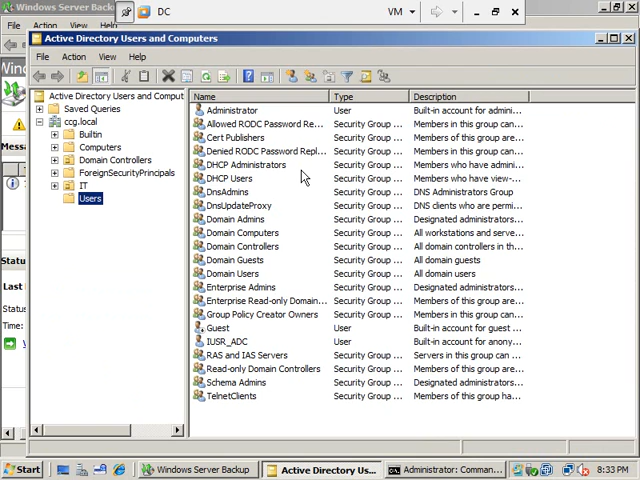 Windows Server Backup
DC
VM
File Action View
Active Directory Users and Computers
File Action View Help
Active Directory Users and Comput
Saved Queries
ccg.local
Builtin
Computers
Domain Controllers
ForeignSecurityPrincipals
IT
Users
Name Type Description
Administrator User Built-in account for admini...
Allowed RODC Password Re... Security Group ... Members in this group can...
Cert Publishers Security Group ... Members of this group are...
Denied RODC Password Repl... Security Group ... Members in this group can...
DHCP Administrators Security Group ... Members who have admini...
DHCP Users Security Group ... Members who have view-...
DnsAdmins Security Group ... DNS Administrators Group
DnsUpdateProxy Security Group ... DNS clients who are permi...
Domain Admins Security Group ... Designated administrators...
Domain Computers Security Group ... All workstations and serve...
Domain Controllers Security Group ... All domain controllers in th...
Domain Guests Security Group ... All domain guests
Domain Users Security Group ... All domain users
Enterprise Admins Security Group ... Designated administrators...
Enterprise Read-only Domain... Security Group ... Members of this group are...
Group Policy Creator Owners Security Group ... Members in this group can...
Guest User Built-in account for guest ...
IUSR_ADC User Built-in account for anony...
RAS and IAS Servers Security Group ... Servers in this group can ...
Read-only Domain Controllers Security Group ... Members of this group are...
Schema Admins Security Group ... Designated administrators...
TelnetClients Security Group ... Members of this group ha...
Messa
Status
Last
Status
Time:
Start Windows Server Backup Active Directory Us... Administrator: Comman... 8:33 PM